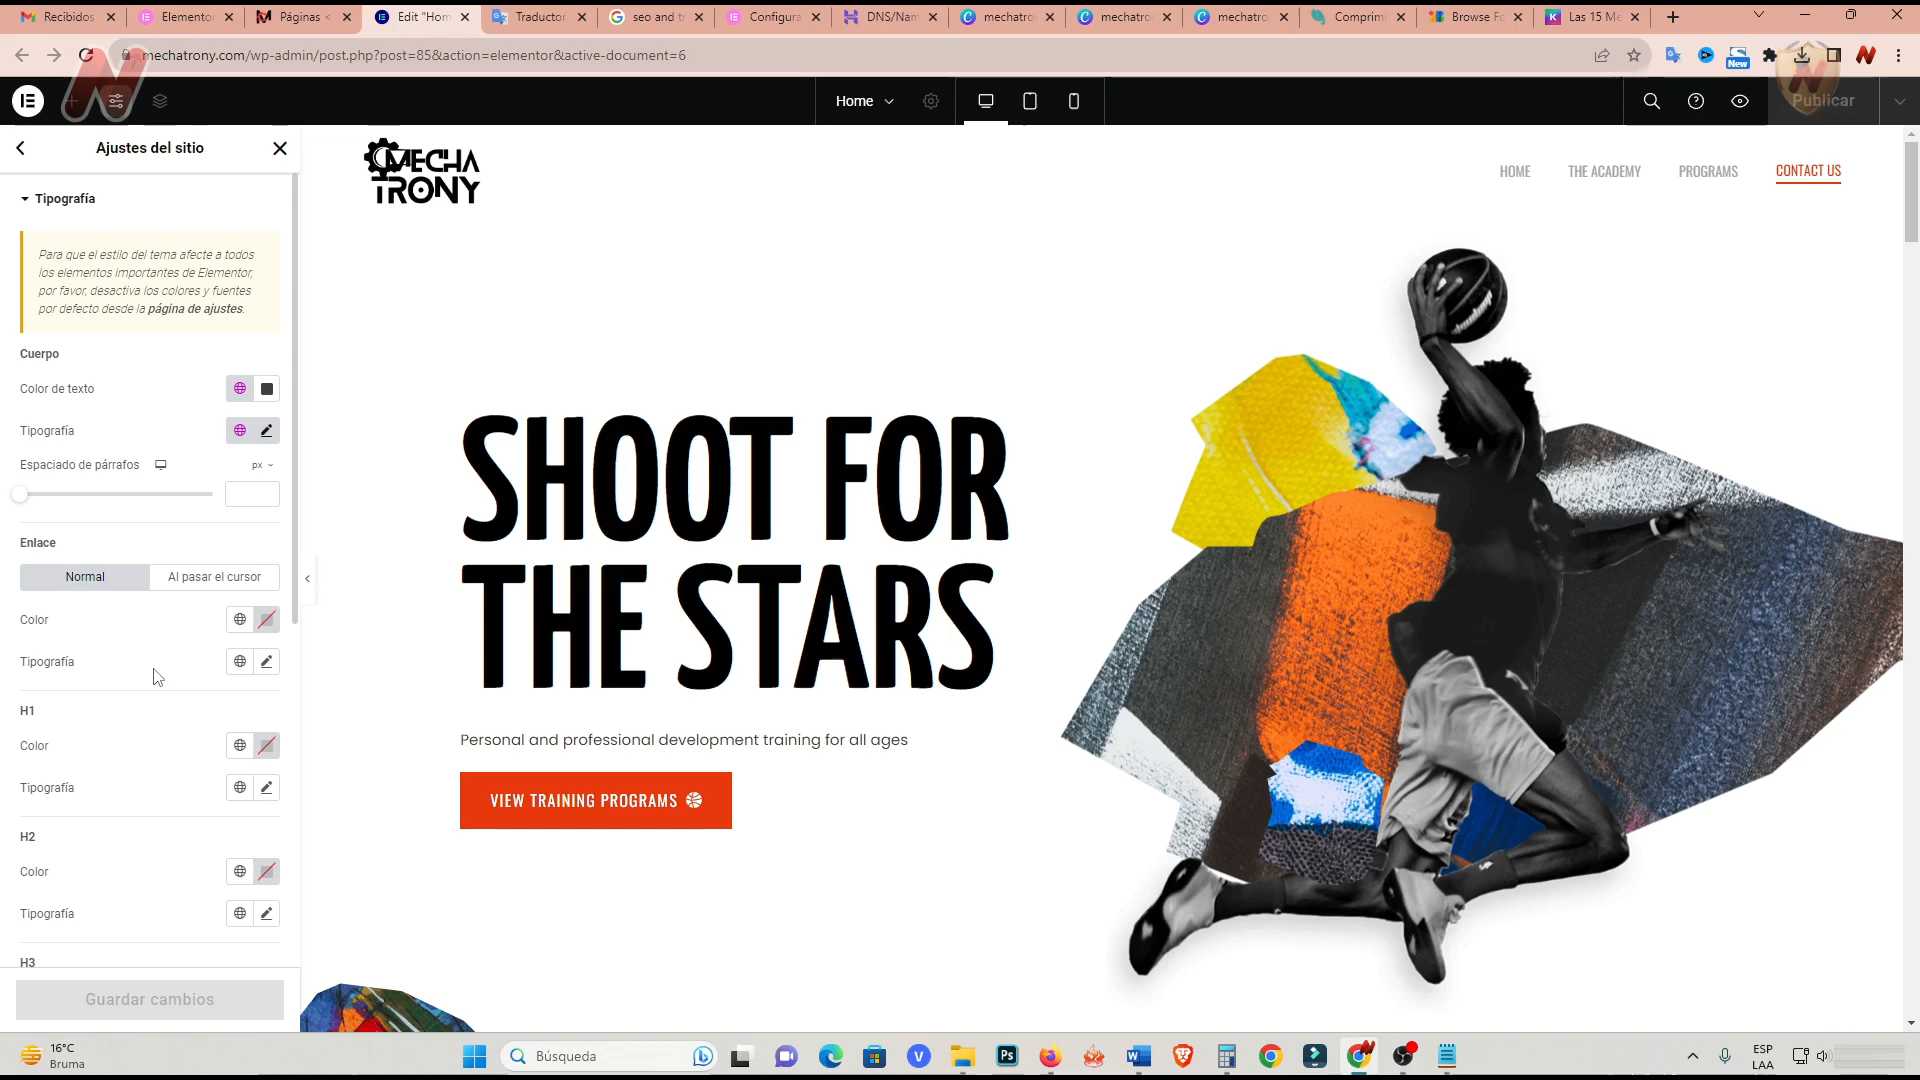 Recibidos
Elemento
Páginas <
Edit "Hom
Traductor
seo and t
Configura
DNS/Nam
mechatro
mechatro
mechatro
Comprim
Browse Fo
Las 15 Me
mechatrony.com/wp-admin/post.php?post=85&action=elementor&active-document=6
New
Home
Publicar
Ajustes del sitio
Tipografía
Para que el estilo del tema afecte a todos
los elementos importantes de Elementor,
por favor, desactiva los colores y fuentes
por defecto desde la página de ajustes.
Cuerpo
Color de texto
Tipografía
Espaciado de párrafos
px
Enlace
Normal
Al pasar el cursor
Color
Tipografía
H1
Color
Tipografía
H2
Color
Tipografía
H3
Guardar cambios
MECHA
TRONY
HOME
THE ACADEMY
PROGRAMS
CONTACT US
SHOOT FOR
THE STARS
Personal and professional development training for all ages
VIEW TRAINING PROGRAMS
16°C
Bruma
Búsqueda
ESP
LAA